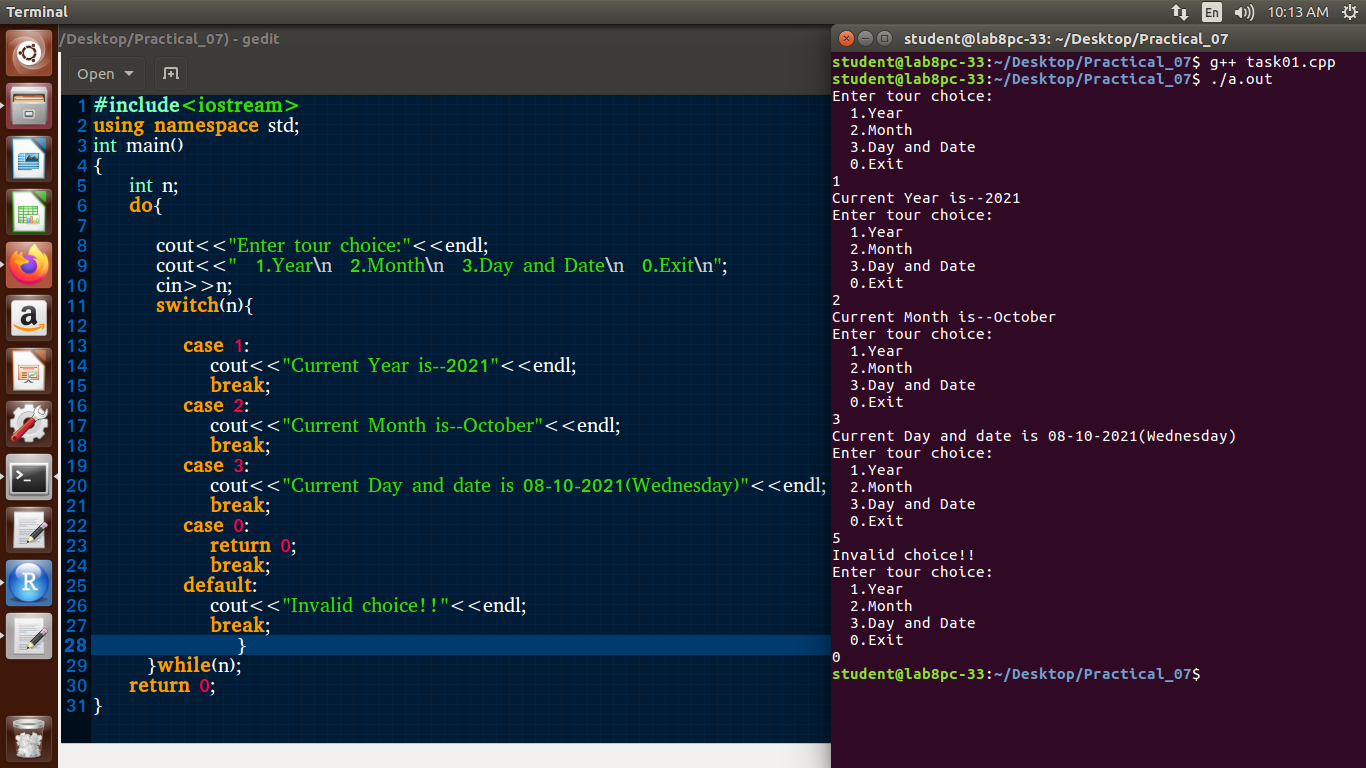 Terminal
En
10:13 AM
/Desktop/Practical_07) - gedit
Open
1 #include<iostream>
2 using namespace std;
3 int main()
4 {
5 int n;
6 do{
7
8 cout<<"Enter tour choice:"<<endl;
9 cout<<"  1.Year\n  2.Month\n  3.Day and Date\n  0.Exit\n";
10 cin>>n;
11 switch(n){
12
13 case 1:
14 cout<<"Current Year is--2021"<<endl;
15 break;
16 case 2:
17 cout<<"Current Month is--October"<<endl;
18 break;
19 case 3:
20 cout<<"Current Day and date is 08-10-2021(Wednesday)"<<endl;
21 break;
22 case 0:
23 return 0;
24 break;
25 default:
26 cout<<"Invalid choice!!"<<endl;
27 break;
28 }
29 }while(n);
30 return 0;
31 }
student@lab8pc-33: ~/Desktop/Practical_07
student@lab8pc-33:~/Desktop/Practical_07$ g++ task01.cpp
student@lab8pc-33:~/Desktop/Practical_07$ ./a.out
Enter tour choice:
1.Year
2.Month
3.Day and Date
0.Exit
1
Current Year is--2021
Enter tour choice:
1.Year
2.Month
3.Day and Date
0.Exit
2
Current Month is--October
Enter tour choice:
1.Year
2.Month
3.Day and Date
0.Exit
3
Current Day and date is 08-10-2021(Wednesday)
Enter tour choice:
1.Year
2.Month
3.Day and Date
0.Exit
5
Invalid choice!!
Enter tour choice:
1.Year
2.Month
3.Day and Date
0.Exit
0
student@lab8pc-33:~/Desktop/Practical_07$